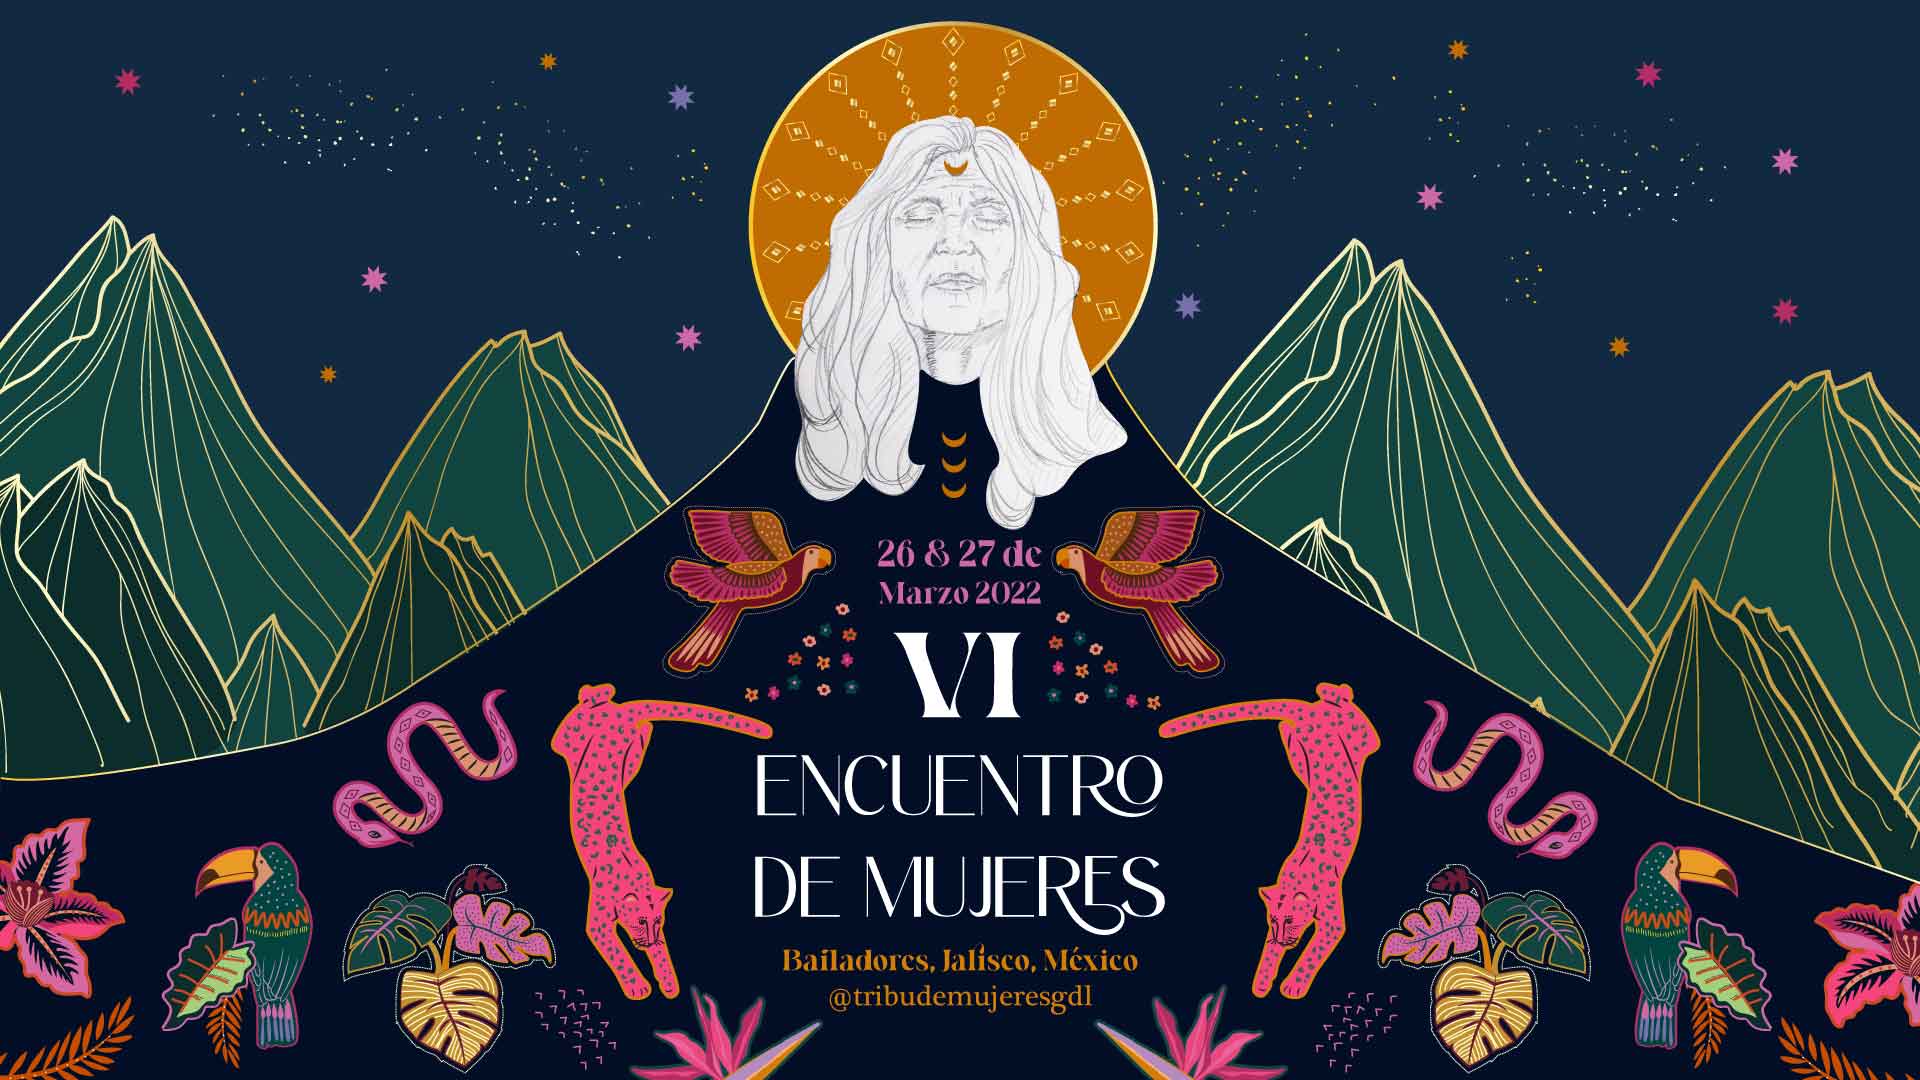 26 & 27 de
Marzo 2022
VI
ENCUENTRO
DE MUJERES
Bailadores, Jalisco, México
@tribudemujeresgdl